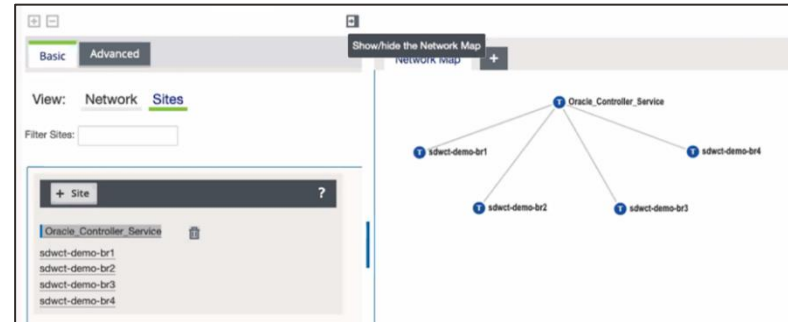 Basic
Advanced
Show/hide the Network Map
Network Map
+
View:
Network
Sites
Filter Sites:
+ Site
?
Oracle_Controller_Service
sdwct-demo-br1
sdwct-demo-br2
sdwct-demo-br3
sdwct-demo-br4
T Oracle_Controller_Service
T sdwct-demo-br1
T sdwct-demo-br4
T sdwct-demo-br2
T sdwct-demo-br3